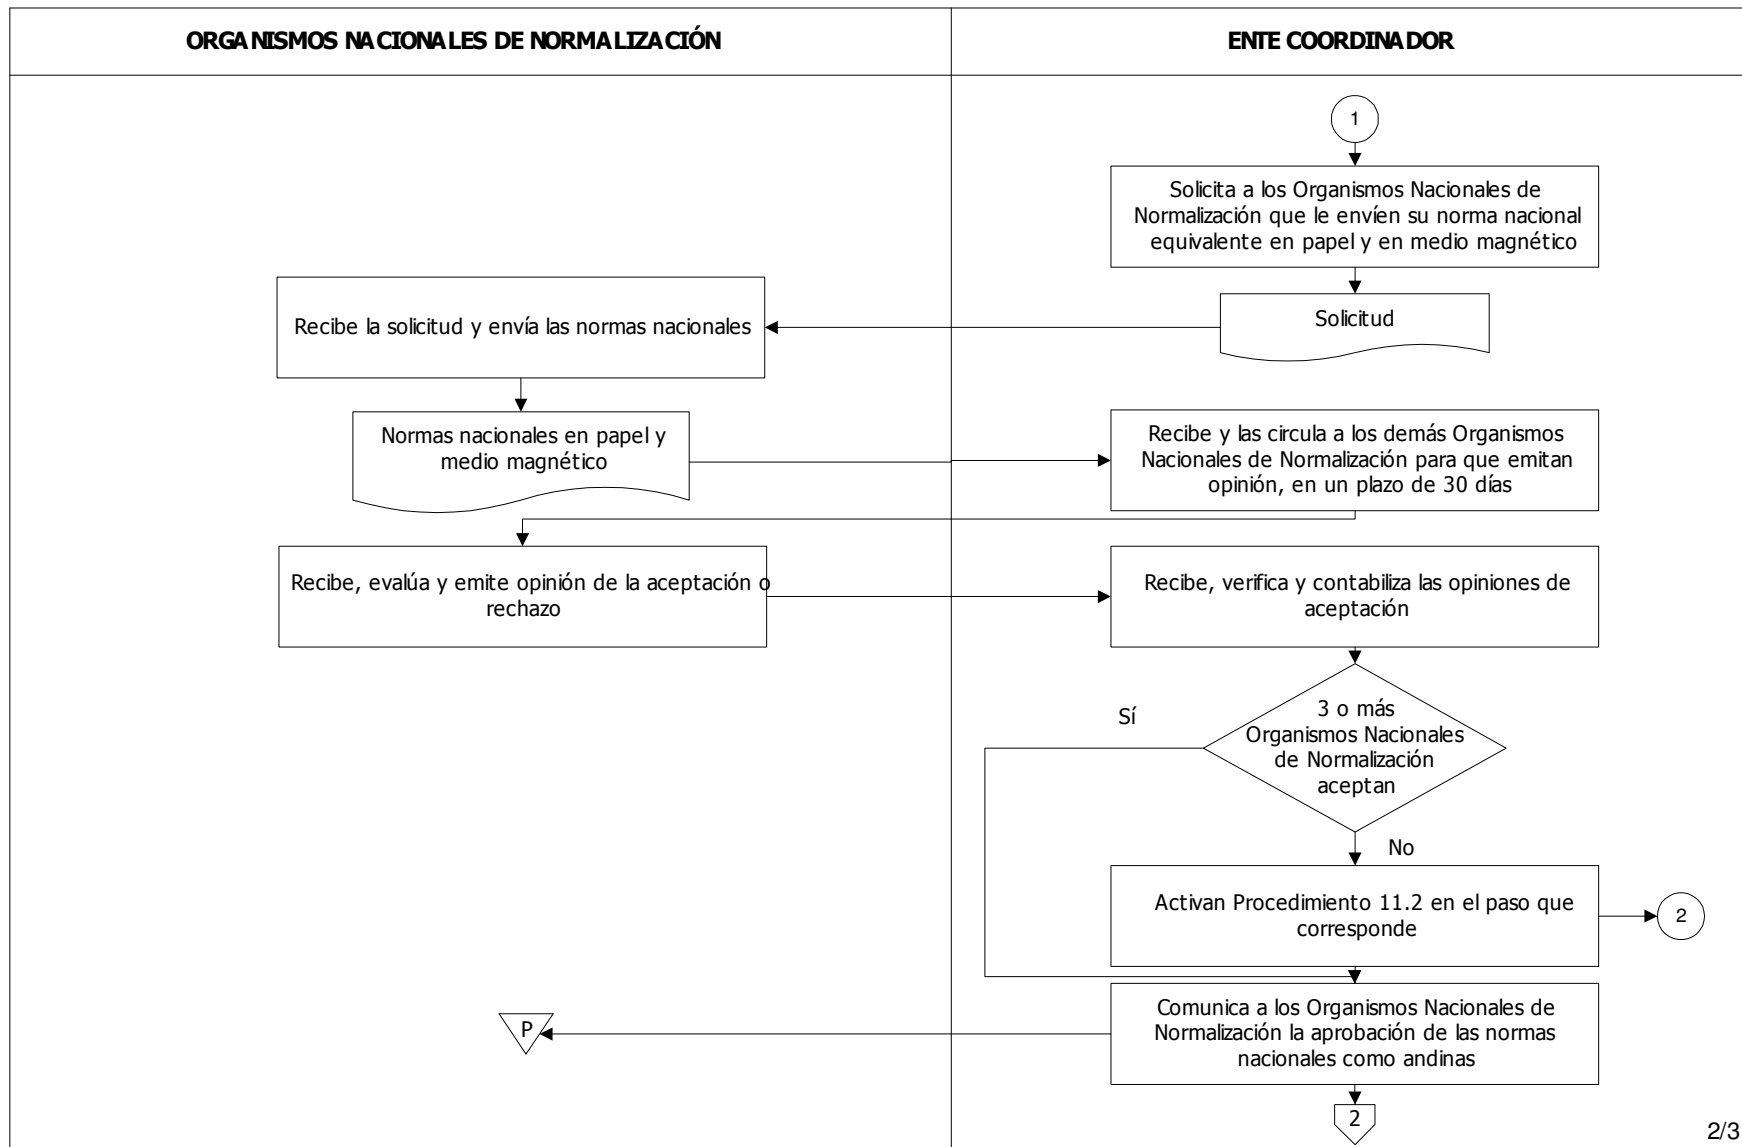 ORGANISMOS NACIONALES DE NORMALIZACIÓN
ENTE COORDINADOR
1
Solicita a los Organismos Nacionales de
Normalización que le envíen su norma nacional
equivalente en papel y en medio magnético
Solicitud
Recibe la solicitud y envía las normas nacionales
Normas nacionales en papel y
medio magnético
Recibe y las circula a los demás Organismos
Nacionales de Normalización para que emitan
opinión, en un plazo de 30 días
Recibe, evalúa y emite opinión de la aceptación o
rechazo
Recibe, verifica y contabiliza las opiniones de
aceptación
3 o más
Organismos Nacionales
de Normalización
aceptan
Sí
No
Activan Procedimiento 11.2 en el paso que
corresponde
2
Comunica a los Organismos Nacionales de
Normalización la aprobación de las normas
nacionales como andinas
P
2
2/3